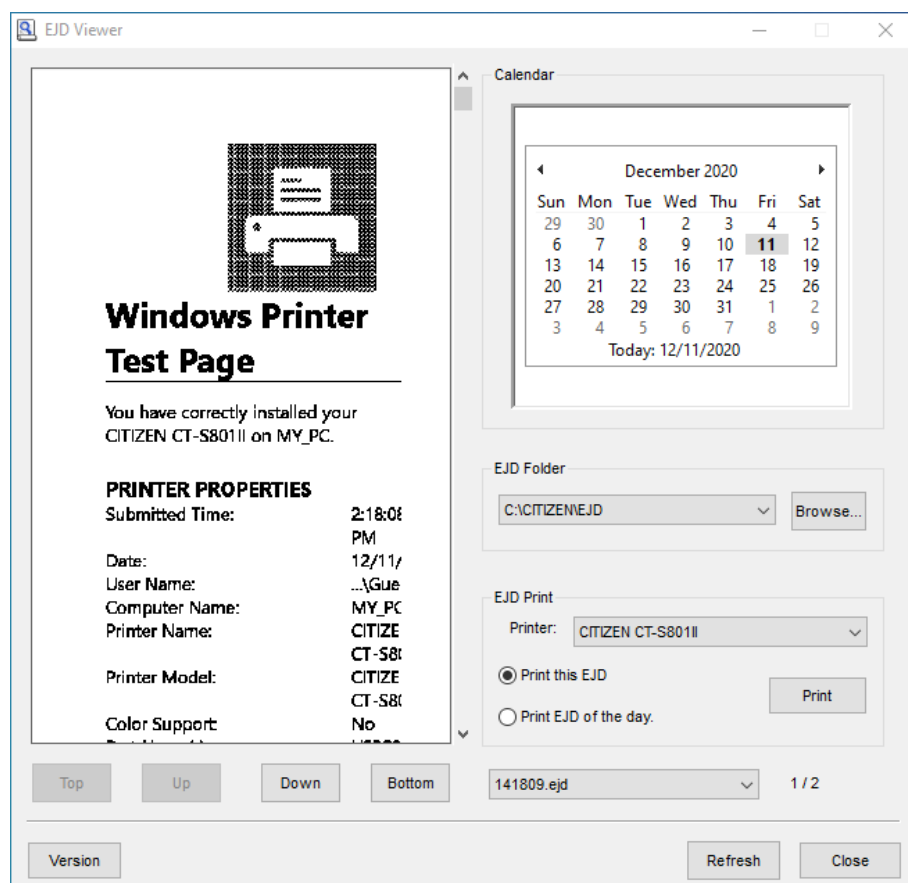 EJD Viewer
Windows Printer
Test Page
You have correctly installed your
CITIZEN CT-S801II on MY_PC.
PRINTER PROPERTIES
Submitted Time: 2:18:08
PM
Date: 12/11/
User Name: ...\Gue
Computer Name: MY_PC
Printer Name: CITIZE
CT-S80
Printer Model: CITIZE
CT-S80
Color Support: No
Top
Up
Down
Bottom
Calendar
December 2020
Sun Mon Tue Wed Thu Fri Sat
29 30 1 2 3 4 5
6 7 8 9 10 11 12
13 14 15 16 17 18 19
20 21 22 23 24 25 26
27 28 29 30 31 1 2
3 4 5 6 7 8 9
Today: 12/11/2020
EJD Folder
C:\CITIZEN\EJD
Browse...
EJD Print
Printer: CITIZEN CT-S801II
Print this EJD
Print EJD of the day.
Print
141809.ejd
1 / 2
Version
Refresh
Close